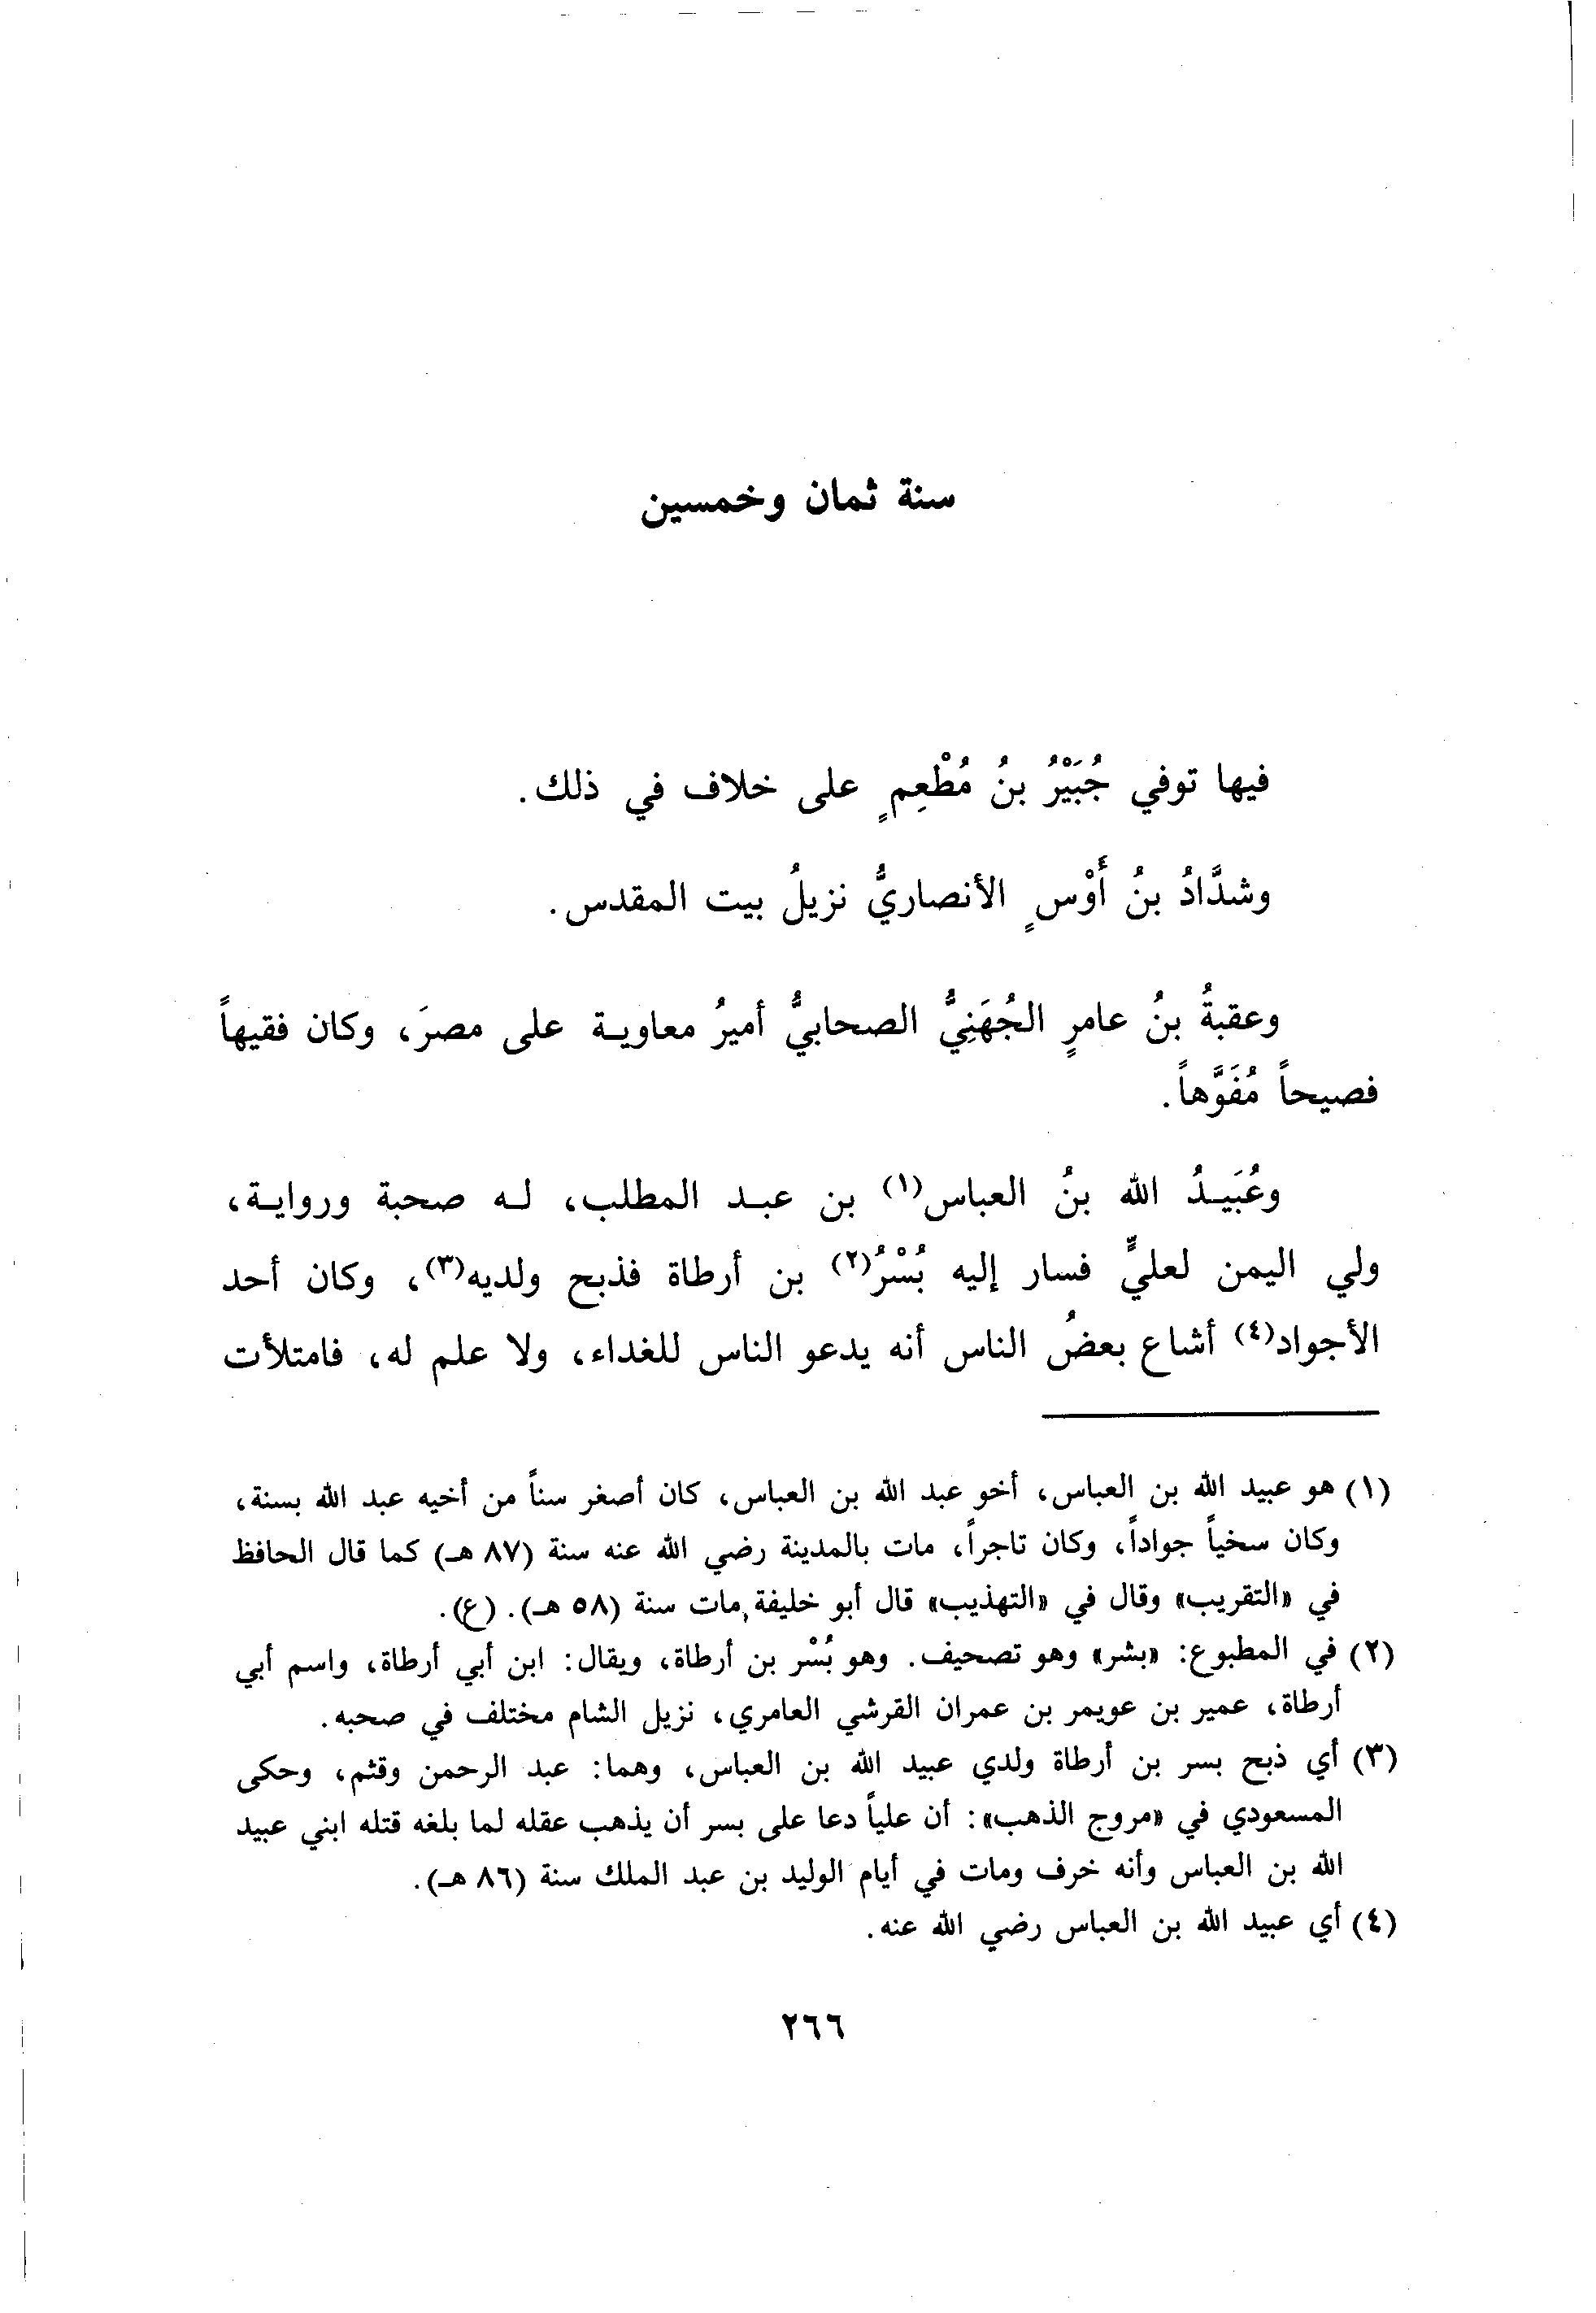 سنة ثمان وخمسين
فيها توفي جُبَيْرُ بنُ مُطْعِمٍ على خلاف في ذلك.
وشدَّادُ بنُ أَوْسٍ الأنصاريُّ نزيلُ بيت المقدس.
وعقبةُ بنُ عامرٍ الجُهَنِيُّ الصحابيُّ أميرُ معاويـة على مصرَ، وكان فقيهاً
فصيحاً مُفَوَّهاً.
وعُبَيـدُ الله بنُ العباس(١) بن عبـد المطلب، لـه صحبة وروايـة،
ولي اليمن لعليٍّ فسار إليه بُسْرُ(٢) بن أرطاة فذبح ولديه(٣)، وكان أحد
الأجواد(٤) أشاع بعضُ الناس أنه يدعو الناس للغداء، ولا علم له، فامتلأت
(١) هو عبيد الله بن العباس، أخو عبد الله بن العباس، كان أصغر سناً من أخيه عبد الله بسنة،
وكان سخياً جواداً، وكان تاجراً، مات بالمدينة رضي الله عنه سنة (٨٧ هـ) كما قال الحافظ
في «التقريب» وقال في «التهذيب» قال أبو خليفة, مات سنة (٥٨ هـ). (ع).
(٢) في المطبوع: «بشر» وهو تصحيف. وهو بُسْر بن أرطاة، ويقال: ابن أبي أرطاة، واسم أبي
أرطاة، عمير بن عويمر بن عمران القرشي العامري، نزيل الشام مختلف في صحبه.
(٣) أي ذبح بسر بن أرطاة ولدي عبيد الله بن العباس، وهما: عبد الرحمن وقثم، وحكى
المسعودي في «مروج الذهب»: أن علياً دعا على بسر أن يذهب عقله لما بلغه قتله ابني عبيد
الله بن العباس وأنه خرف ومات في أيام الوليد بن عبد الملك سنة (٨٦ هـ).
(٤) أي عبيد الله بن العباس رضي الله عنه.
٢٦٦